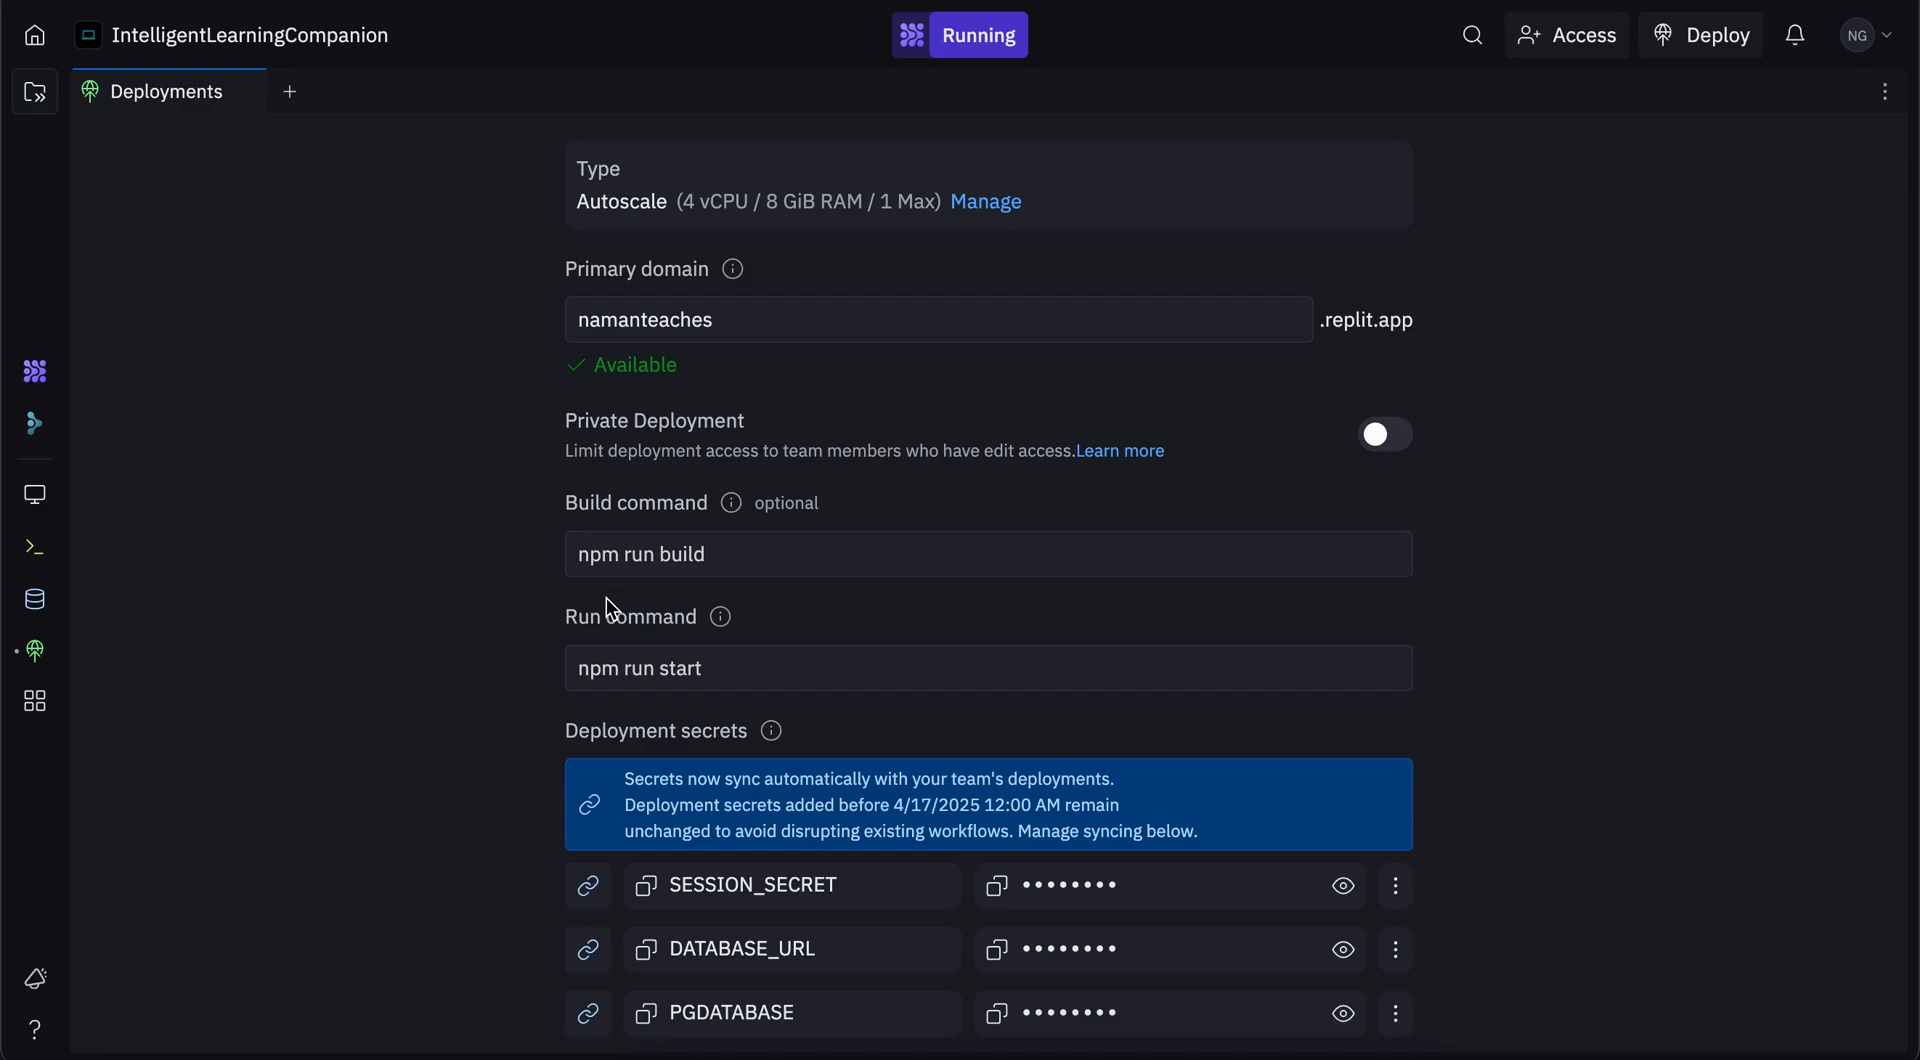 IntelligentLearningCompanion
Running
Access
Deploy
NG
Deployments
Type
Autoscale (4 vCPU / 8 GiB RAM / 1 Max) Manage
Primary domain
namanteaches
.replit.app
Available
Private Deployment
Limit deployment access to team members who have edit access.Learn more
Build command optional
npm run build
Run command
npm run start
Deployment secrets
Secrets now sync automatically with your team's deployments.
Deployment secrets added before 4/17/2025 12:00 AM remain
unchanged to avoid disrupting existing workflows. Manage syncing below.
SESSION_SECRET ••••••••
DATABASE_URL ••••••••
PGDATABASE ••••••••